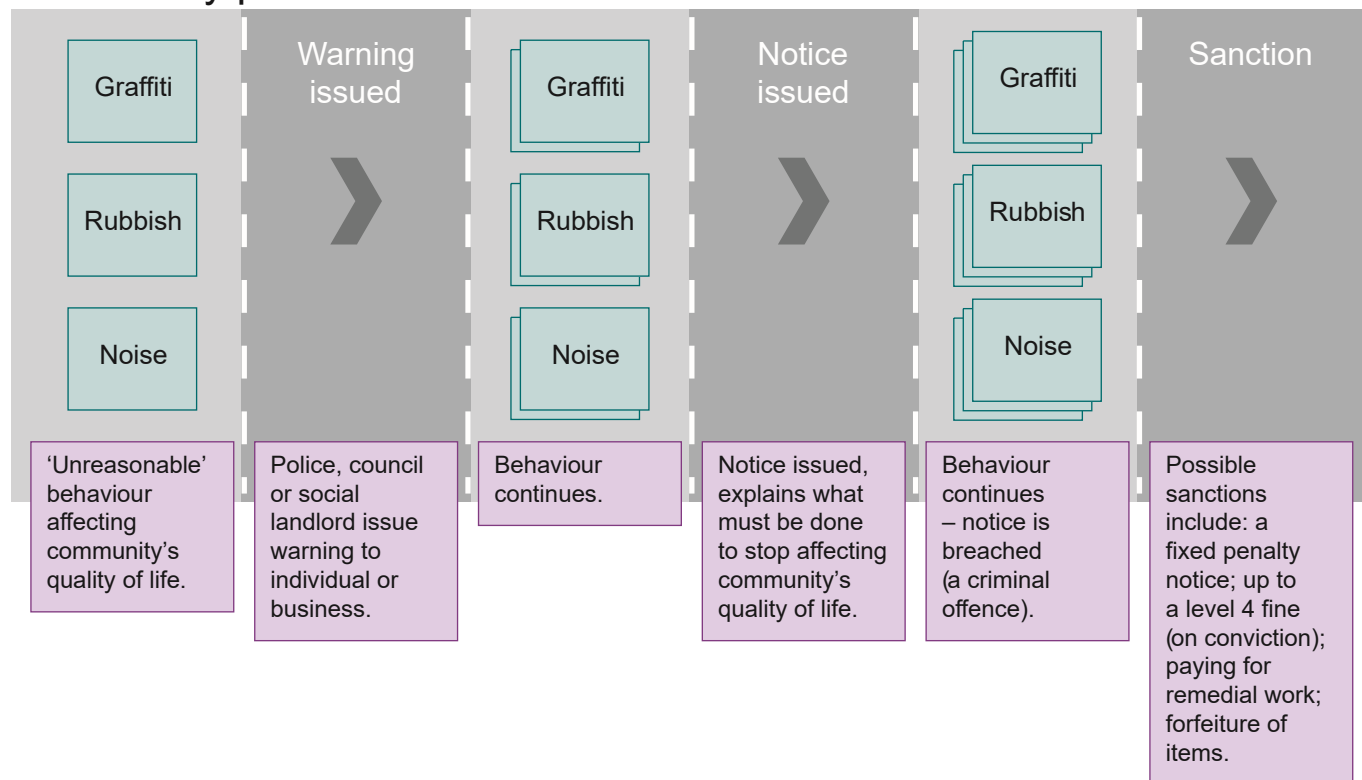 Graffiti
Rubbish
Noise
Warning
issued
Graffiti
Rubbish
Noise
Notice
issued
Graffiti
Rubbish
Noise
Sanction
‘Unreasonable’
behaviour
affecting
community’s
quality of life.
Police, council
or social
landlord issue
warning to
individual or
business.
Behaviour
continues.
Notice issued,
explains what
must be done
to stop affecting
community’s
quality of life.
Behaviour
continues
– notice is
breached
(a criminal
offence).
Possible
sanctions
include: a
fixed penalty
notice; up to
a level 4 fine
(on conviction);
paying for
remedial work;
forfeiture of
items.